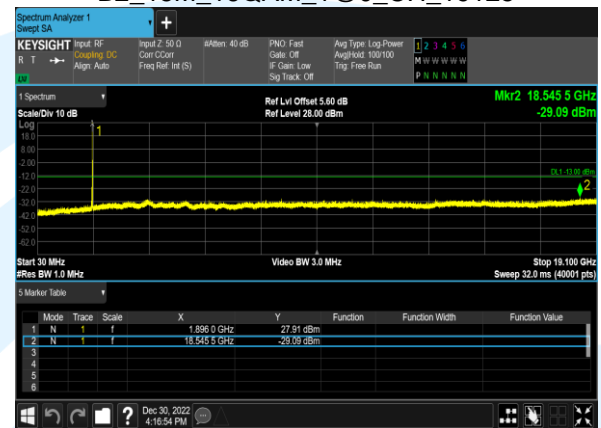 Spectrum Analyzer 1
Swept SA
+
KEYSIGHT
R T
LXI
Input: RF
Coupling: DC
Align: Auto
Input Z: 50 Ω
Corr CCorr
Freq Ref: Int (S)
#Atten: 40 dB
PNO: Fast
Gate: Off
IF Gain: Low
Sig Track: Off
Avg Type: Log-Power
Avg|Hold: 100/100
Trig: Free Run
1 2 3 4 5 6
M W W W W W
P N N N N N
1 Spectrum
Scale/Div 10 dB
Ref Lvl Offset 5.60 dB
Ref Level 28.00 dBm
Mkr2 18.545 5 GHz
-29.09 dBm
Log
18.0
8.00
-2.00
-12.0
-22.0
-32.0
-42.0
-52.0
-62.0
1
DL1 -13.00 dBm
2
Start 30 MHz
#Res BW 1.0 MHz
Video BW 3.0 MHz
Stop 19.100 GHz
Sweep 32.0 ms (40001 pts)
5 Marker Table
Mode Trace Scale X Y Function Function Width Function Value
1 N 1 f 1.896 0 GHz 27.91 dBm
2 N 1 f 18.545 5 GHz -29.09 dBm
3
4
5
6
?
Dec 30, 2022
4:16:54 PM